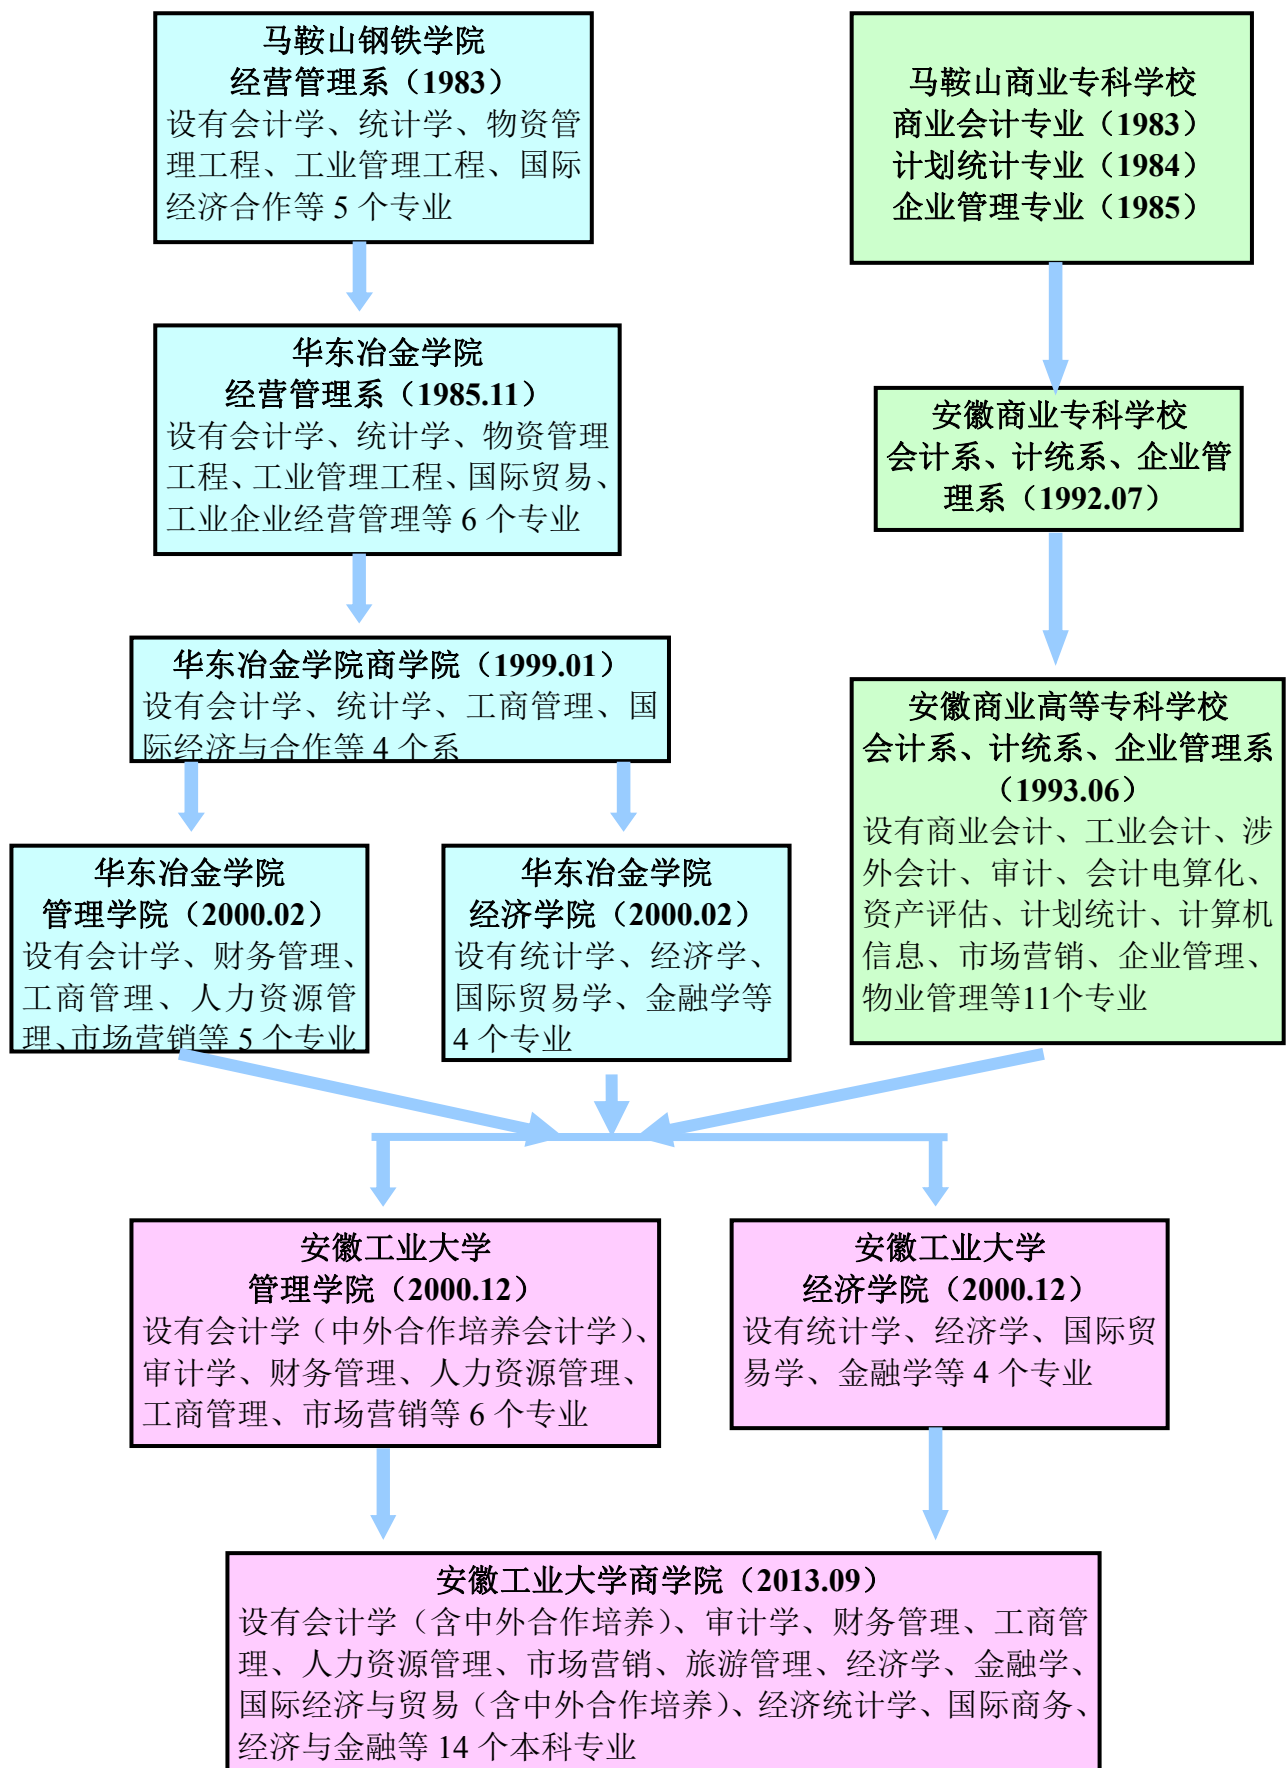 马鞍山钢铁学院
经营管理系（1983）
设有会计学、统计学、物资管
理工程、工业管理工程、国际
经济合作等 5 个专业
马鞍山商业专科学校
商业会计专业（1983）
计划统计专业（1984）
企业管理专业（1985）
华东冶金学院
经营管理系（1985.11）
设有会计学、统计学、物资管理
工程、工业管理工程、国际贸易、
工业企业经营管理等 6 个专业
安徽商业专科学校
会计系、计统系、企业管
理系（1992.07）
华东冶金学院商学院（1999.01）
设有会计学、统计学、工商管理、国
际经济与合作等 4 个系
安徽商业高等专科学校
会计系、计统系、企业管理系
（1993.06）
设有商业会计、工业会计、涉
外会计、审计、会计电算化、
资产评估、计划统计、计算机
信息、市场营销、企业管理、
物业管理等11个专业
华东冶金学院
管理学院（2000.02）
设有会计学、财务管理、
工商管理、人力资源管
理、市场营销等 5 个专业
华东冶金学院
经济学院（2000.02）
设有统计学、经济学、
国际贸易学、金融学等
4 个专业
安徽工业大学
管理学院（2000.12）
设有会计学（中外合作培养会计学）、
审计学、财务管理、人力资源管理、
工商管理、市场营销等 6 个专业
安徽工业大学
经济学院（2000.12）
设有统计学、经济学、国际贸
易学、金融学等 4 个专业
安徽工业大学商学院（2013.09）
设有会计学（含中外合作培养）、审计学、财务管理、工商管
理、人力资源管理、市场营销、旅游管理、经济学、金融学、
国际经济与贸易（含中外合作培养）、经济统计学、国际商务、
经济与金融等 14 个本科专业